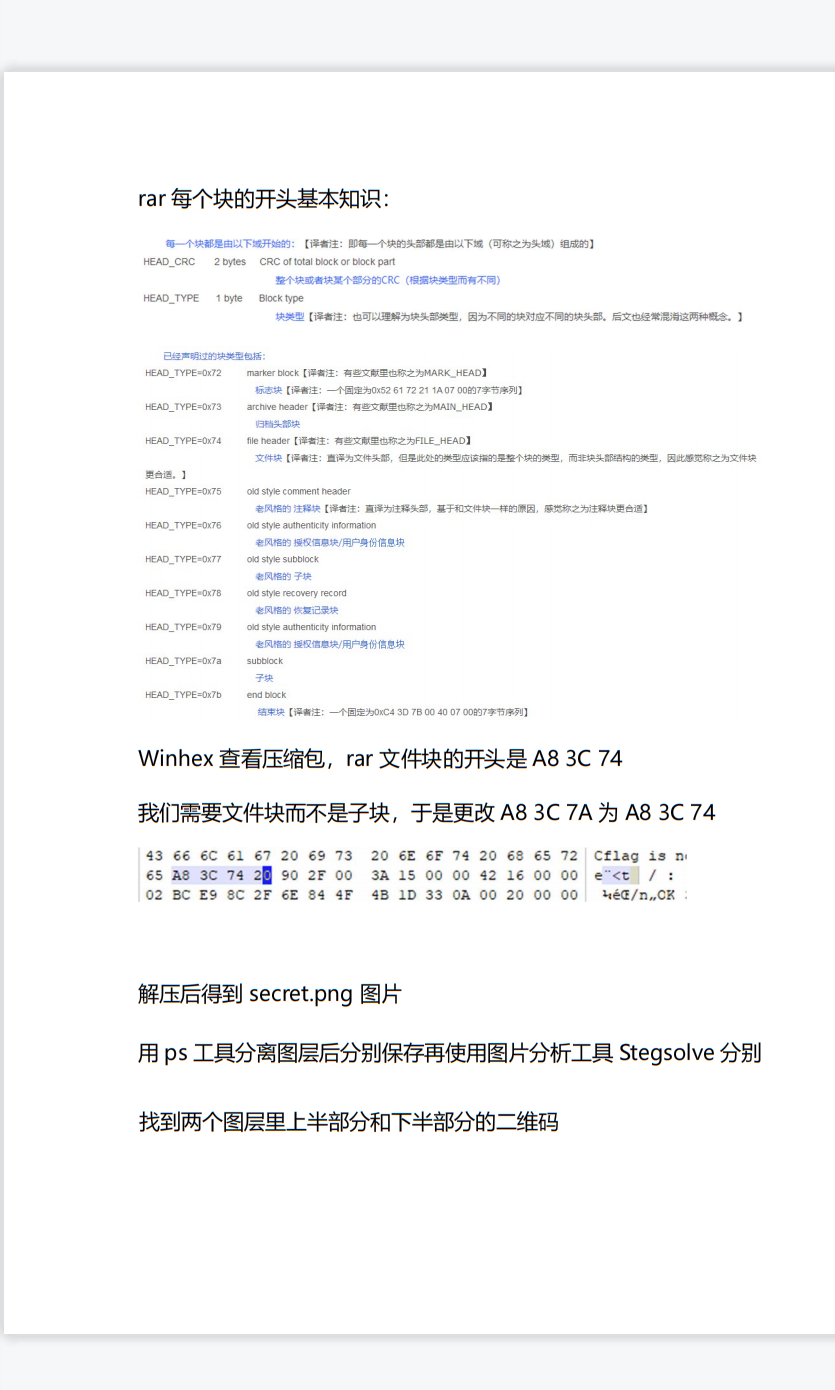 rar 每个块的开头基本知识：
每一个块都是由以下域开始的：【译者注：即每一个块的头部都是由以下域（可称之为头域）组成的】
HEAD_CRC 2 bytes CRC of total block or block part
整个块或者块某个部分的CRC（根据块类型而有不同）
HEAD_TYPE 1 byte Block type
块类型【译者注：也可以理解为块头部类型，因为不同的块对应不同的块头部。后文也经常混淆这两种概念。】
已经声明过的块类型包括：
HEAD_TYPE=0x72 marker block【译者注：有些文献里也称之为MARK_HEAD】
标志块【译者注：一个固定为0x52 61 72 21 1A 07 00的7字节序列】
HEAD_TYPE=0x73 archive header【译者注：有些文献里也称之为MAIN_HEAD】
归档头部块
HEAD_TYPE=0x74 file header【译者注：有些文献里也称之为FILE_HEAD】
文件块【译者注：直译为文件头部，但是此处的类型应该指的是整个块的类型，而非块头部结构的类型，因此感觉称之为文件块
更合适。】
HEAD_TYPE=0x75 old style comment header
老风格的 注释块【译者注：直译为注释头部，基于和文件块一样的原因，感觉称之为注释块更合适】
HEAD_TYPE=0x76 old style authenticity information
老风格的 授权信息块/用户身份信息块
HEAD_TYPE=0x77 old style subblock
老风格的 子块
HEAD_TYPE=0x78 old style recovery record
老风格的 恢复记录块
HEAD_TYPE=0x79 old style authenticity information
老风格的 授权信息块/用户身份信息块
HEAD_TYPE=0x7a subblock
子块
HEAD_TYPE=0x7b end block
结束块【译者注：一个固定为0xC4 3D 7B 00 40 07 00的7字节序列】
Winhex 查看压缩包，rar 文件块的开头是 A8 3C 74
我们需要文件块而不是子块，于是更改 A8 3C 7A 为 A8 3C 74
43 66 6C 61 67 20 69 73 20 6E 6F 74 20 68 65 72 Cflag is n
65 A8 3C 74 20 90 2F 00 3A 15 00 00 42 16 00 00 e¨<t / :
02 BC E9 8C 2F 6E 84 4F 4B 1D 33 0A 00 20 00 00 ¼éŒ/n„OK
解压后得到 secret.png 图片
用 ps 工具分离图层后分别保存再使用图片分析工具 Stegsolve 分别
找到两个图层里上半部分和下半部分的二维码